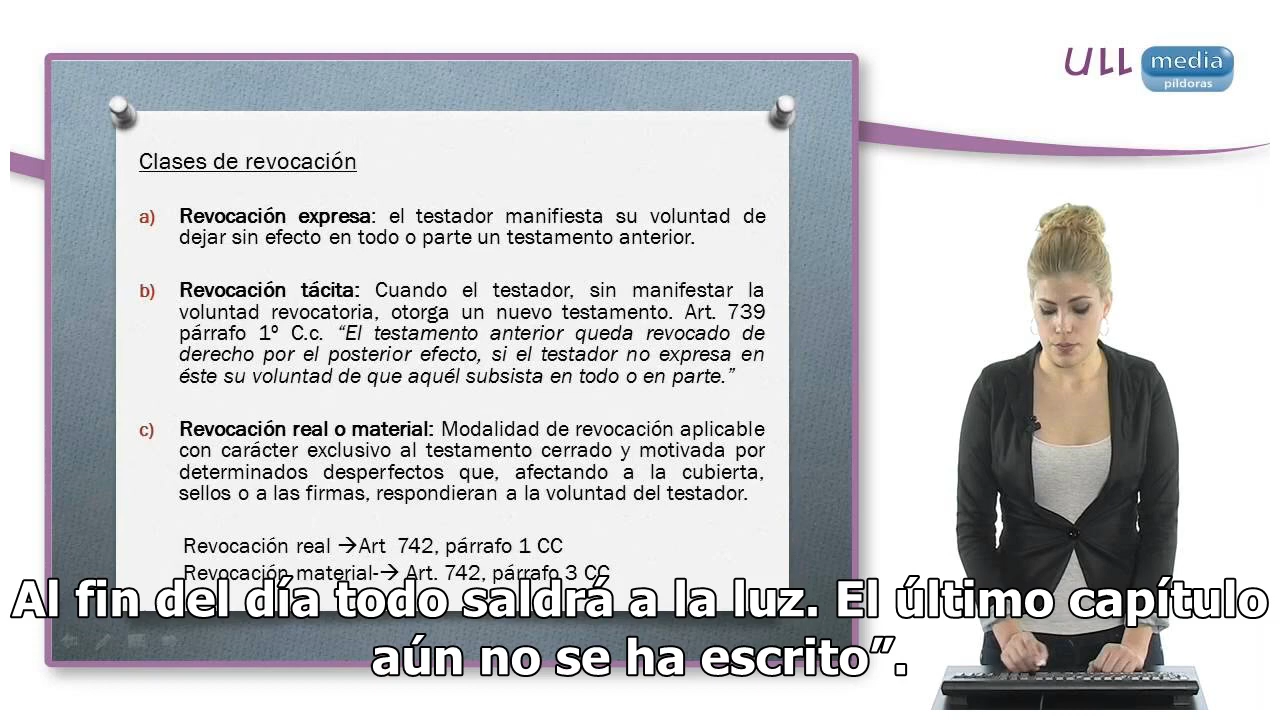 ULL media
píldoras
Clases de revocación
a) Revocación expresa: el testador manifiesta su voluntad de
dejar sin efecto en todo o parte un testamento anterior.
b) Revocación tácita: Cuando el testador, sin manifestar la
voluntad revocatoria, otorga un nuevo testamento. Art. 739
párrafo 1º C.c. “El testamento anterior queda revocado de
derecho por el posterior efecto, si el testador no expresa en
éste su voluntad de que aquél subsista en todo o en parte.”
c) Revocación real o material: Modalidad de revocación aplicable
con carácter exclusivo al testamento cerrado y motivada por
determinados desperfectos que, afectando a la cubierta,
sellos o a las firmas, respondieran a la voluntad del testador.
Revocación real →Art 742, párrafo 1 CC
Revocación material-→ Art. 742, párrafo 3 CC
Al fin del día todo saldrá a la luz. El último capítulo
aún no se ha escrito”.